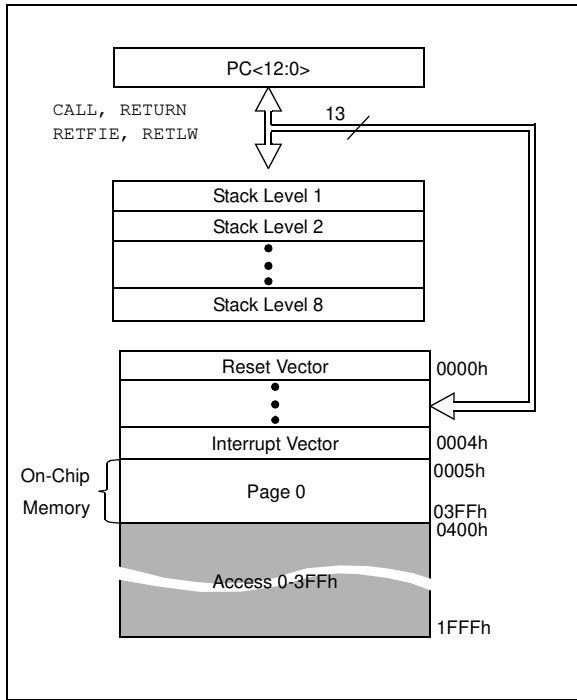 PC<12:0>
CALL, RETURN
RETFIE, RETLW
13
Stack Level 1
Stack Level 2
Stack Level 8
Reset Vector
0000h
Interrupt Vector
0004h
On-Chip
Memory
0005h
Page 0
03FFh
0400h
Access 0-3FFh
1FFFh